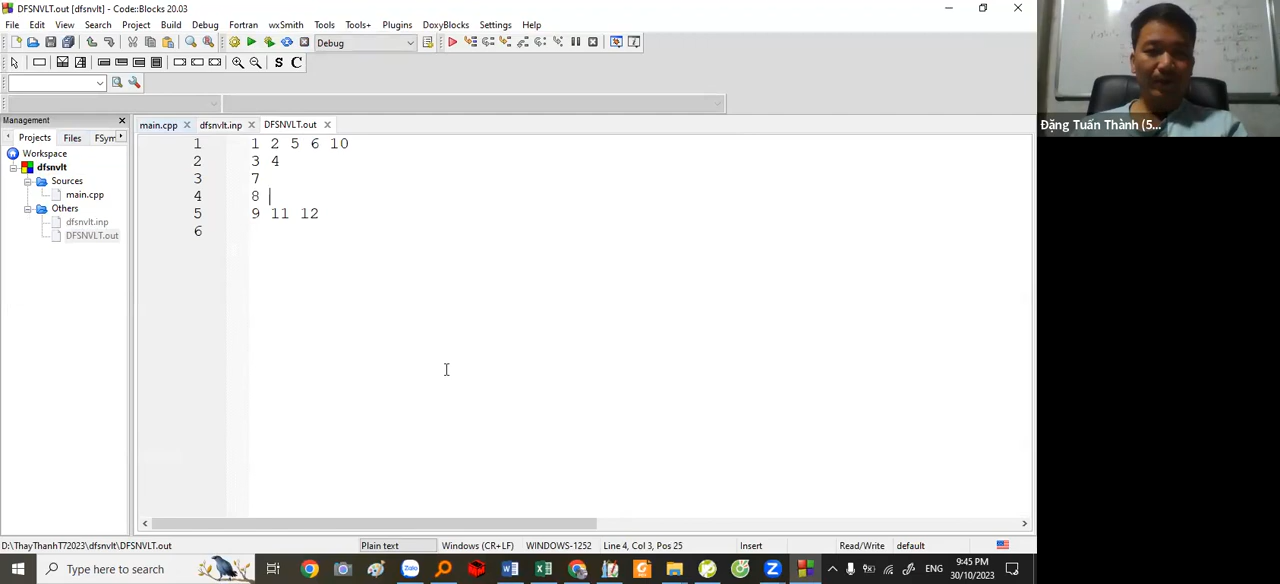 DFSNVLT.out [dfsnvlt] - Code::Blocks 20.03
File Edit View Search Project Build Debug Fortran wxSmith Tools Tools+ Plugins DoxyBlocks Settings Help
Debug
S C
Management
Projects Files FSym
main.cpp dfsnvlt.inp DFSNVLT.out
Workspace
dfsnvlt
Sources
main.cpp
Others
dfsnvlt.inp
DFSNVLT.out
1 1 2 5 6 10
2 3 4
3 7
4 8
5 9 11 12
6
Đặng Tuấn Thành (5...
D:\ThayThanhT72023\dfsnvlt\DFSNVLT.out Plain text Windows (CR+LF) WINDOWS-1252 Line 4, Col 3, Pos 25 Insert Read/Write default
Type here to search
Zalo
ENG
9:45 PM
30/10/2023